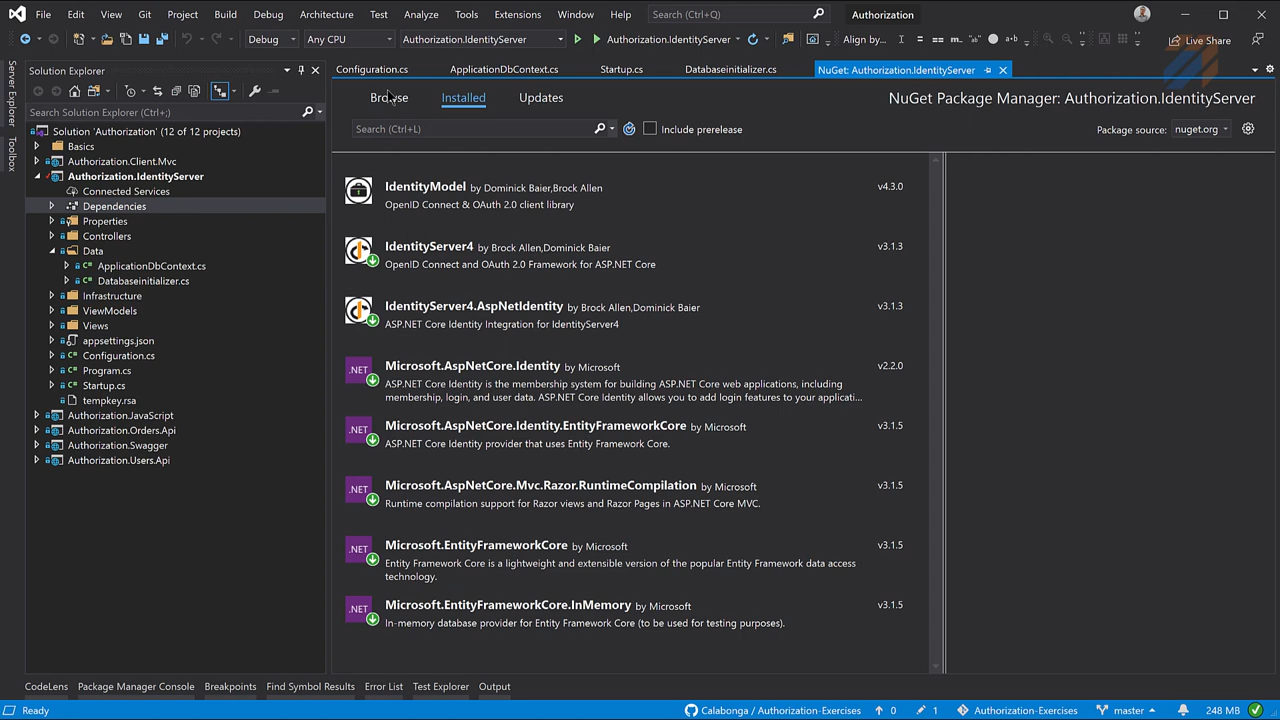 File Edit View Git Project Build Debug Architecture Test Analyze Tools Extensions Window Help Search (Ctrl+Q) Authorization
Debug Any CPU Authorization.IdentityServer Authorization.IdentityServer Align by... Live Share
Server Explorer
Toolbox
Solution Explorer
Search Solution Explorer (Ctrl+;)
Solution 'Authorization' (12 of 12 projects)
Basics
Authorization.Client.Mvc
Authorization.IdentityServer
Connected Services
Dependencies
Properties
Controllers
Data
ApplicationDbContext.cs
Databaseinitializer.cs
Infrastructure
ViewModels
Views
appsettings.json
Configuration.cs
Program.cs
Startup.cs
tempkey.rsa
Authorization.JavaScript
Authorization.Orders.Api
Authorization.Swagger
Authorization.Users.Api
Configuration.cs ApplicationDbContext.cs Startup.cs Databaseinitializer.cs NuGet: Authorization.IdentityServer
Browse Installed Updates NuGet Package Manager: Authorization.IdentityServer
Search (Ctrl+L) Include prerelease Package source: nuget.org
IdentityModel by Dominick Baier,Brock Allen v4.3.0
OpenID Connect & OAuth 2.0 client library
IdentityServer4 by Brock Allen,Dominick Baier v3.1.3
OpenID Connect and OAuth 2.0 Framework for ASP.NET Core
IdentityServer4.AspNetIdentity by Brock Allen,Dominick Baier v3.1.3
ASP.NET Core Identity Integration for IdentityServer4
.NET Microsoft.AspNetCore.Identity by Microsoft v2.2.0
ASP.NET Core Identity is the membership system for building ASP.NET Core web applications, including
membership, login, and user data. ASP.NET Core Identity allows you to add login features to your applicati...
.NET Microsoft.AspNetCore.Identity.EntityFrameworkCore by Microsoft v3.1.5
ASP.NET Core Identity provider that uses Entity Framework Core.
.NET Microsoft.AspNetCore.Mvc.Razor.RuntimeCompilation by Microsoft v3.1.5
Runtime compilation support for Razor views and Razor Pages in ASP.NET Core MVC.
.NET Microsoft.EntityFrameworkCore by Microsoft v3.1.5
Entity Framework Core is a lightweight and extensible version of the popular Entity Framework data access
technology.
.NET Microsoft.EntityFrameworkCore.InMemory by Microsoft v3.1.5
In-memory database provider for Entity Framework Core (to be used for testing purposes).
CodeLens Package Manager Console Breakpoints Find Symbol Results Error List Test Explorer Output
Ready Calabonga / Authorization-Exercises 0 1 Authorization-Exercises master 248 MB